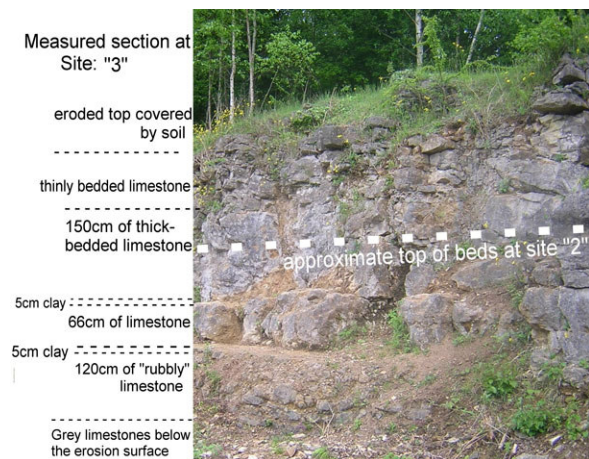 Measured section at
Site: "3"
eroded top covered
by soil
thinly bedded limestone
150cm of thick-
bedded limestone
approximate top of beds at site "2"
5cm clay
66cm of limestone
5cm clay
120cm of "rubbly"
limestone
Grey limestones below
the erosion surface